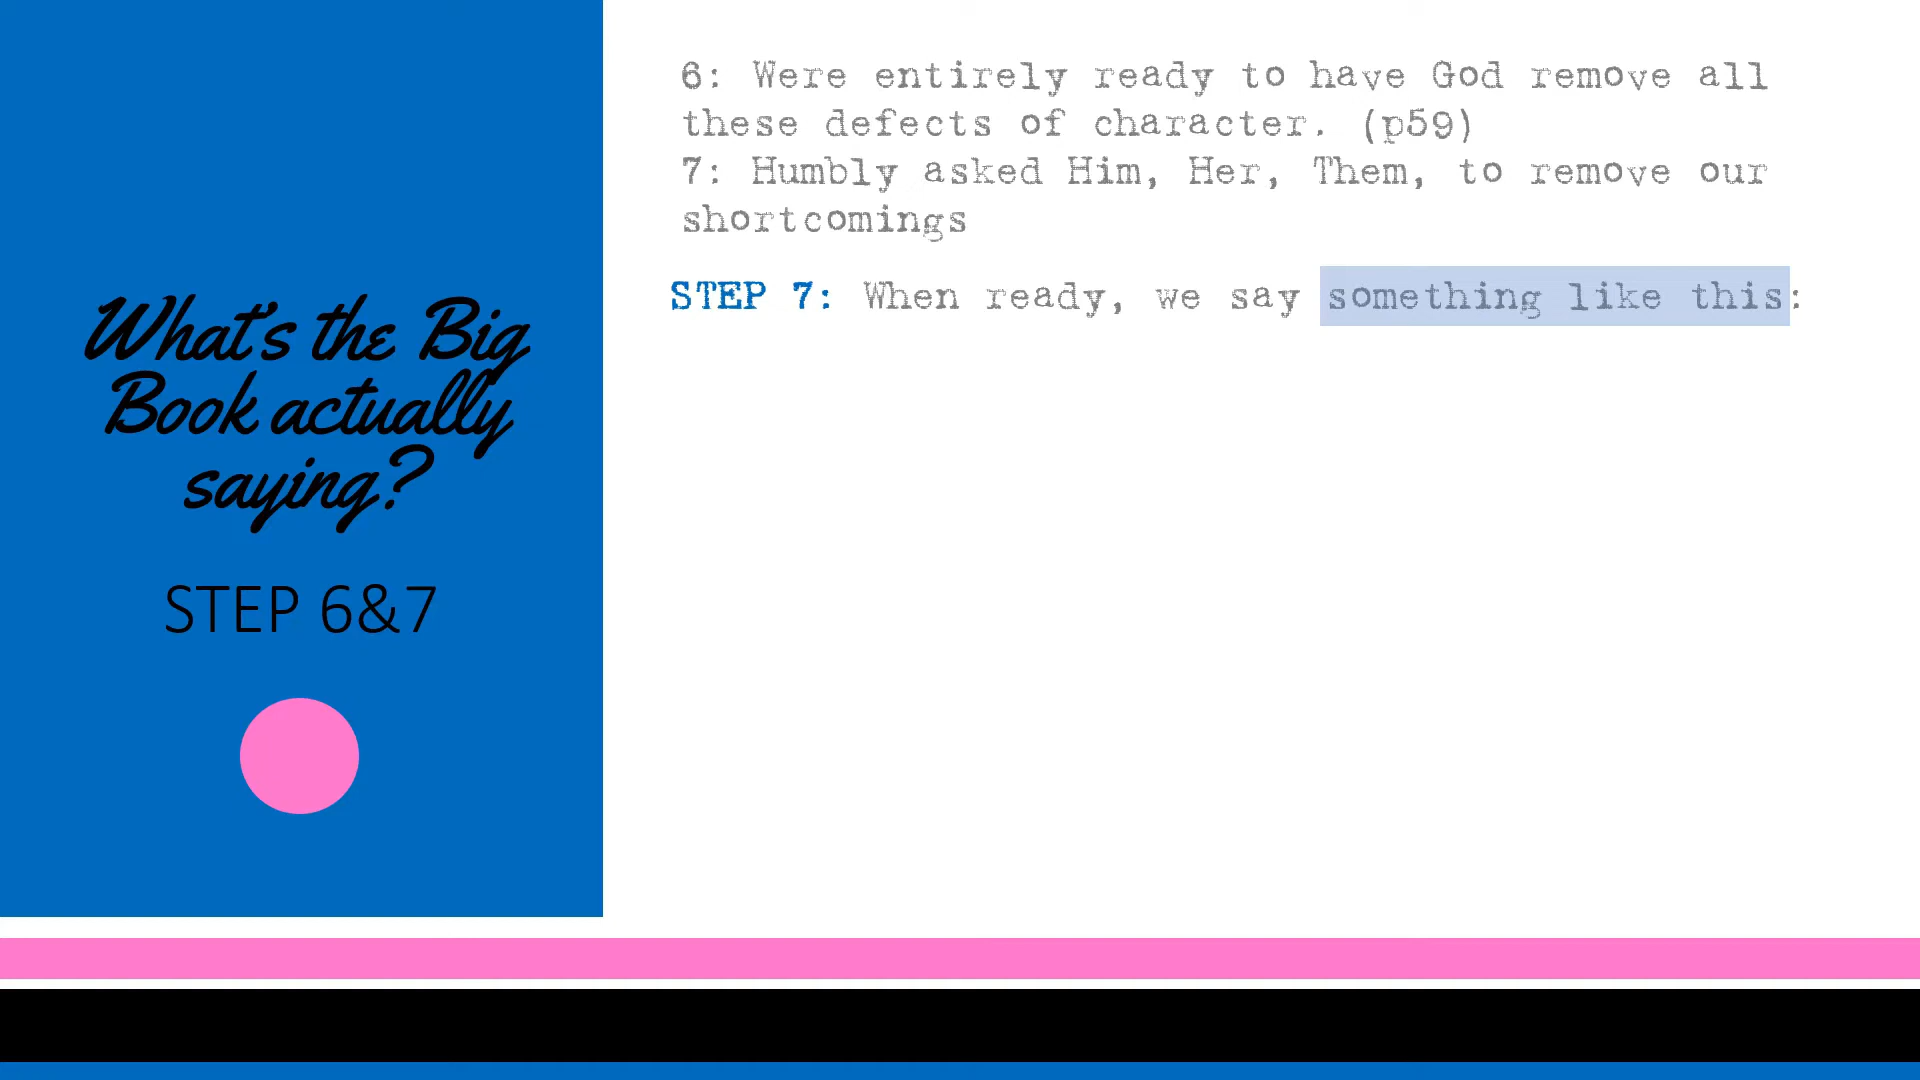 What's the Big
Book actually
saying?
STEP 6&7
6: Were entirely ready to have God remove all
these defects of character. (p59)
7: Humbly asked Him, Her, Them, to remove our
shortcomings
STEP 7: When ready, we say something like this: